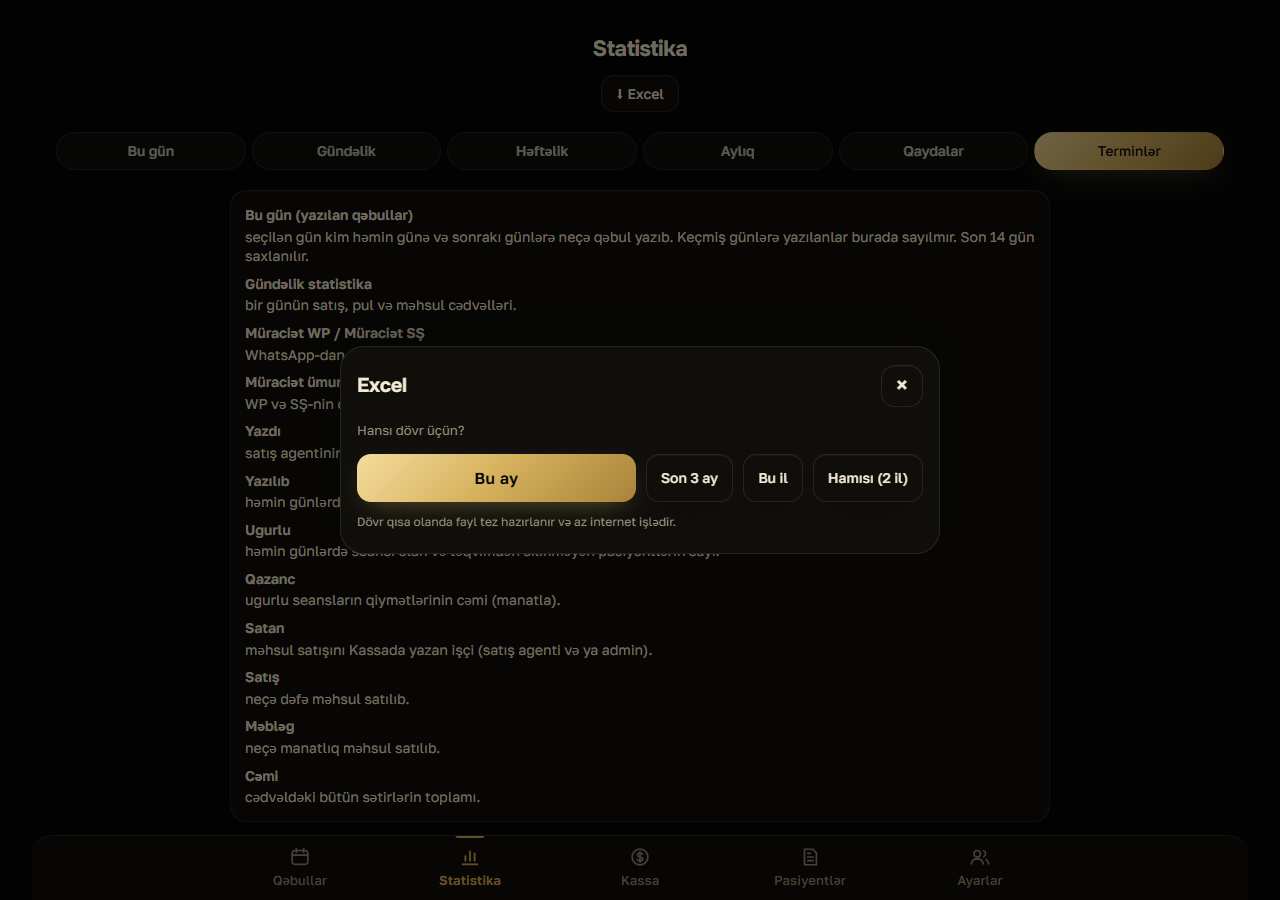 Statistika
⬇ Excel
Bu gün
Gündəlik
Həftəlik
Aylıq
Qaydalar
Terminlər
Bu gün (yazılan qəbullar)
seçilən gün kim həmin günə və sonrakı günlərə neçə qəbul yazıb. Keçmiş günlərə yazılanlar burada sayılmır. Son 14 gün
saxlanılır.
Gündəlik statistika
bir günün satış, pul və məhsul cədvəlləri.
Müraciət WP / Müraciət SŞ
WhatsApp-dan
Müraciət
WP və SŞ-nin
Yazdı
satış
Yazılıb
həmin
Excel
×
Hansı dövr üçün?
Bu ay
Son 3 ay
Bu il
Hamısı (2 il)
Dövr qısa olanda fayl tez hazırlanır və az internet işlədir.
Ugurlu
həmin günlərdə
Qazanc
ugurlu seansların qiymətlərinin cəmi (manatla).
Satan
məhsul satışını Kassada yazan işçi (satış agenti və ya admin).
Satış
neçə dəfə məhsul satılıb.
Məbləg
neçə manatlıq məhsul satılıb.
Cəmi
cədvəldəki bütün sətirlərin toplamı.
Qəbullar
Statistika
Kassa
Pasiyentlər
Ayarlar